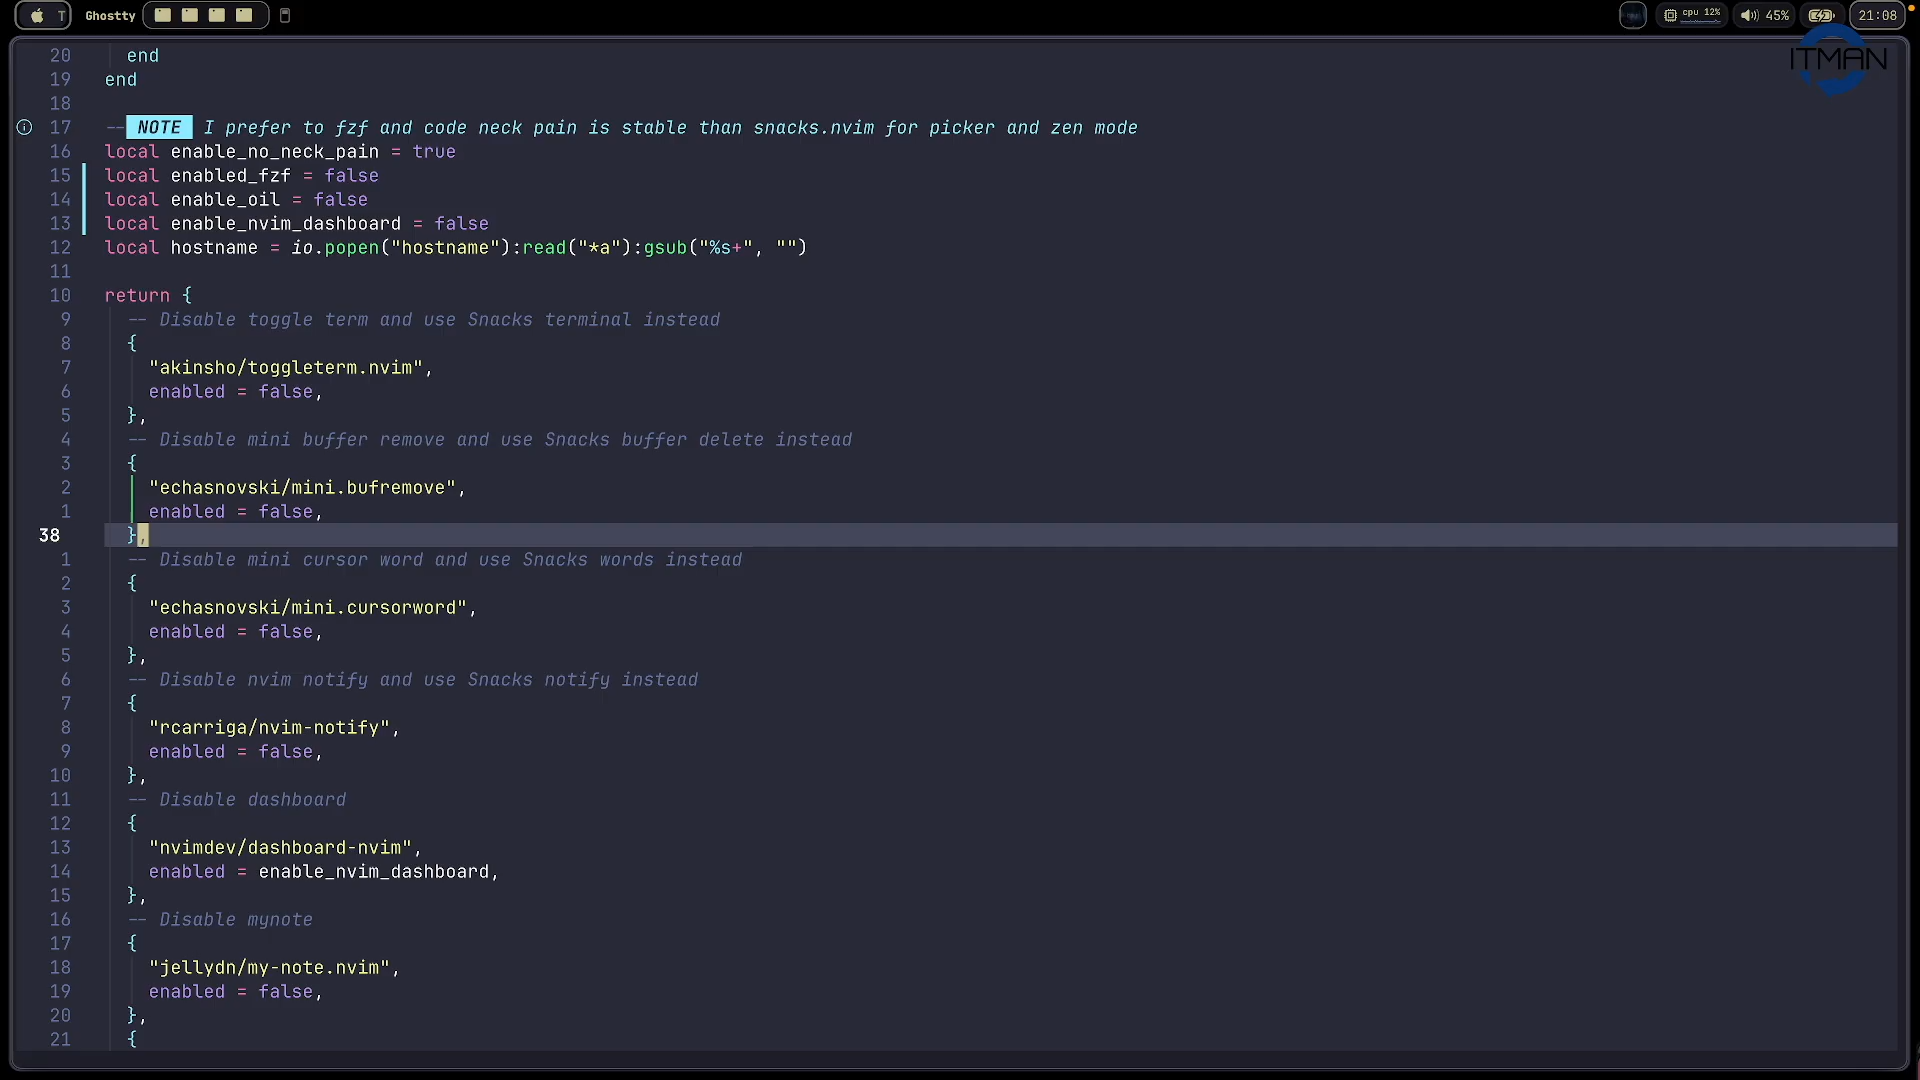 T Ghostty cpu 12% 45% 21:08
ITMAN
20 end
19 end
18
17 -- NOTE I prefer to fzf and code neck pain is stable than snacks.nvim for picker and zen mode
16 local enable_no_neck_pain = true
15 local enabled_fzf = false
14 local enable_oil = false
13 local enable_nvim_dashboard = false
12 local hostname = io.popen("hostname"):read("*a"):gsub("%s+", "")
11
10 return {
9 -- Disable toggle term and use Snacks terminal instead
8 {
7 "akinsho/toggleterm.nvim",
6 enabled = false,
5 },
4 -- Disable mini buffer remove and use Snacks buffer delete instead
3 {
2 "echasnovski/mini.bufremove",
1 enabled = false,
38 },
1 -- Disable mini cursor word and use Snacks words instead
2 {
3 "echasnovski/mini.cursorword",
4 enabled = false,
5 },
6 -- Disable nvim notify and use Snacks notify instead
7 {
8 "rcarriga/nvim-notify",
9 enabled = false,
10 },
11 -- Disable dashboard
12 {
13 "nvimdev/dashboard-nvim",
14 enabled = enable_nvim_dashboard,
15 },
16 -- Disable mynote
17 {
18 "jellydn/my-note.nvim",
19 enabled = false,
20 },
21 {